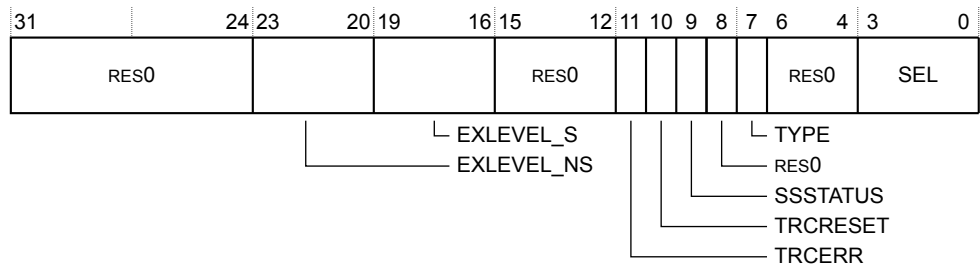 31 24 23 20 19 16 15 12 11 10 9 8 7 6 4 3 0
RES0 RES0 RES0 SEL
EXLEVEL_S TYPE
EXLEVEL_NS RES0
SSSTATUS
TRCRESET
TRCERR